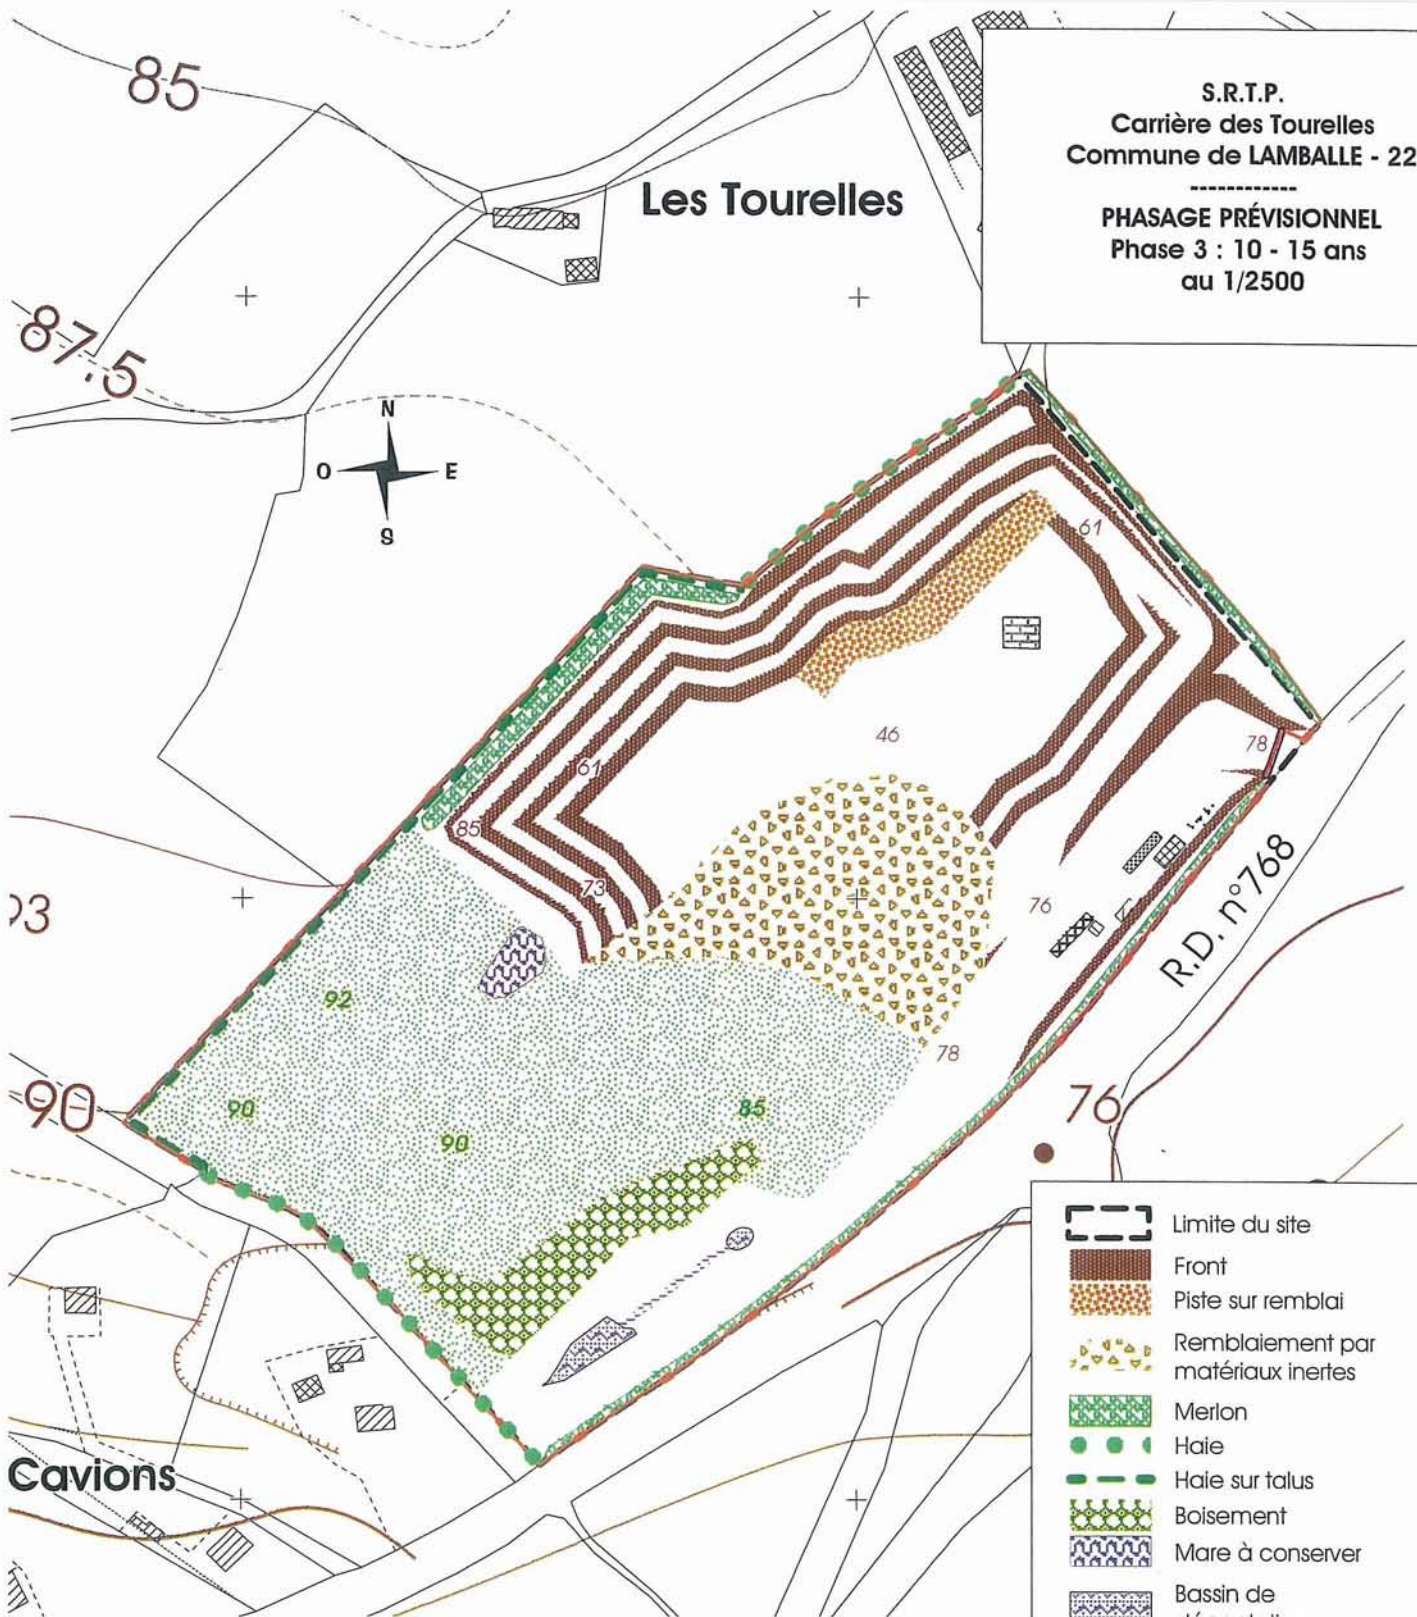 85
Les Tourelles
S.R.T.P.
Carrière des Tourelles
Commune de LAMBALLE - 22
------------
PHASAGE PRÉVISIONNEL
Phase 3 : 10 - 15 ans
au 1/2500
87.5
N
O
E
S
61
46
78
61
85
73
76
R.D. n°768
92
78
90
90
90
85
76
Limite du site
Front
Piste sur remblai
Remblaiement par
matériaux inertes
Merlon
Haie
Haie sur talus
Boisement
Mare à conserver
Bassin de
Cavions